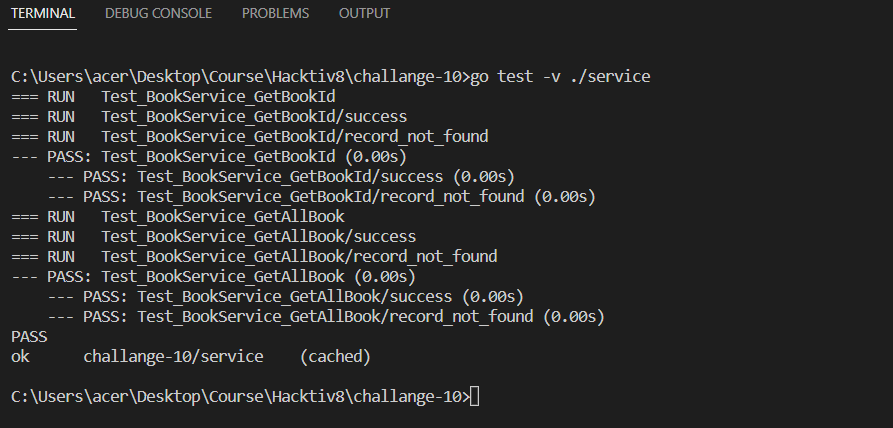 TERMINAL DEBUG CONSOLE PROBLEMS OUTPUT
C:\Users\acer\Desktop\Course\Hacktiv8\challange-10>go test -v ./service
=== RUN   Test_BookService_GetBookId
=== RUN   Test_BookService_GetBookId/success
=== RUN   Test_BookService_GetBookId/record_not_found
--- PASS: Test_BookService_GetBookId (0.00s)
    --- PASS: Test_BookService_GetBookId/success (0.00s)
    --- PASS: Test_BookService_GetBookId/record_not_found (0.00s)
=== RUN   Test_BookService_GetAllBook
=== RUN   Test_BookService_GetAllBook/success
=== RUN   Test_BookService_GetAllBook/record_not_found
--- PASS: Test_BookService_GetAllBook (0.00s)
    --- PASS: Test_BookService_GetAllBook/success (0.00s)
    --- PASS: Test_BookService_GetAllBook/record_not_found (0.00s)
PASS
ok      challange-10/service    (cached)
C:\Users\acer\Desktop\Course\Hacktiv8\challange-10>